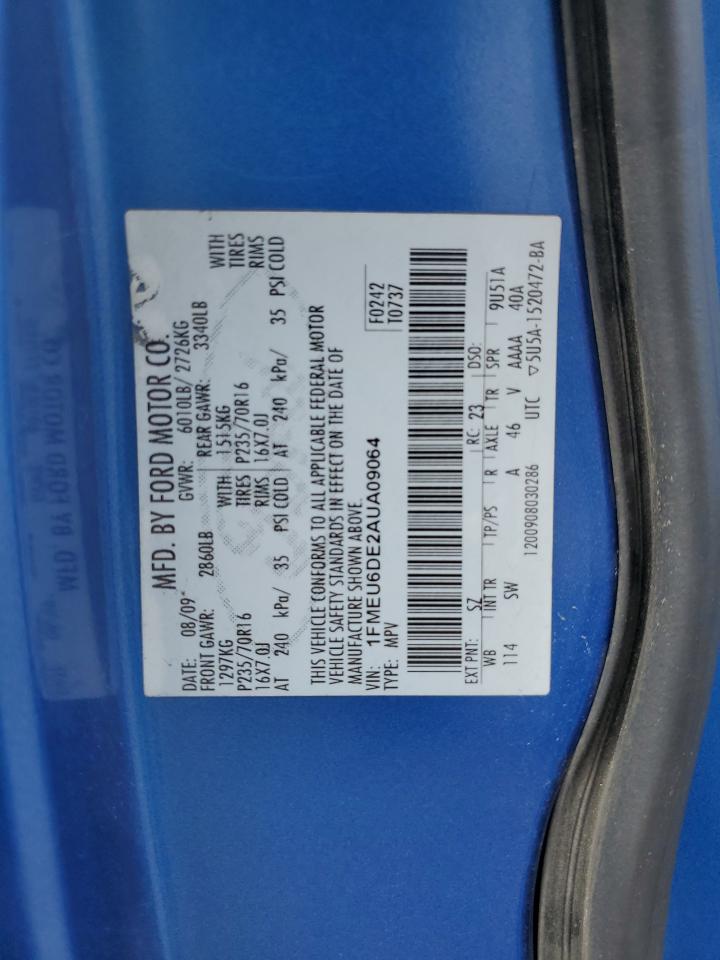 MFD. BY FORD MOTOR CO.
DATE: 08/09 GVWR: 6010LB/ 2726KG
FRONT GAWR: 2860LB REAR GAWR: 3340LB
1297KG WITH 1515KG WITH
P235/70R16 TIRES P235/70R16 TIRES
16X7.0J RIMS 16X7.0J RIMS
AT 240 kPa/ 35 PSI COLD AT 240 kPa/ 35 PSI COLD
THIS VEHICLE CONFORMS TO ALL APPLICABLE FEDERAL MOTOR
VEHICLE SAFETY STANDARDS IN EFFECT ON THE DATE OF
MANUFACTURE SHOWN ABOVE.
VIN: 1FMEU6DE2AUA09064 F0242
TYPE: MPV T0737
EXT PNT: SZ RC: 23 DSO:
WB INT TR TP/PS R AXLE TR SPR 9U51A
114 SW A 46 V AAAA 40A
1200908030286 UTC ▽5U5A-1520472-BA